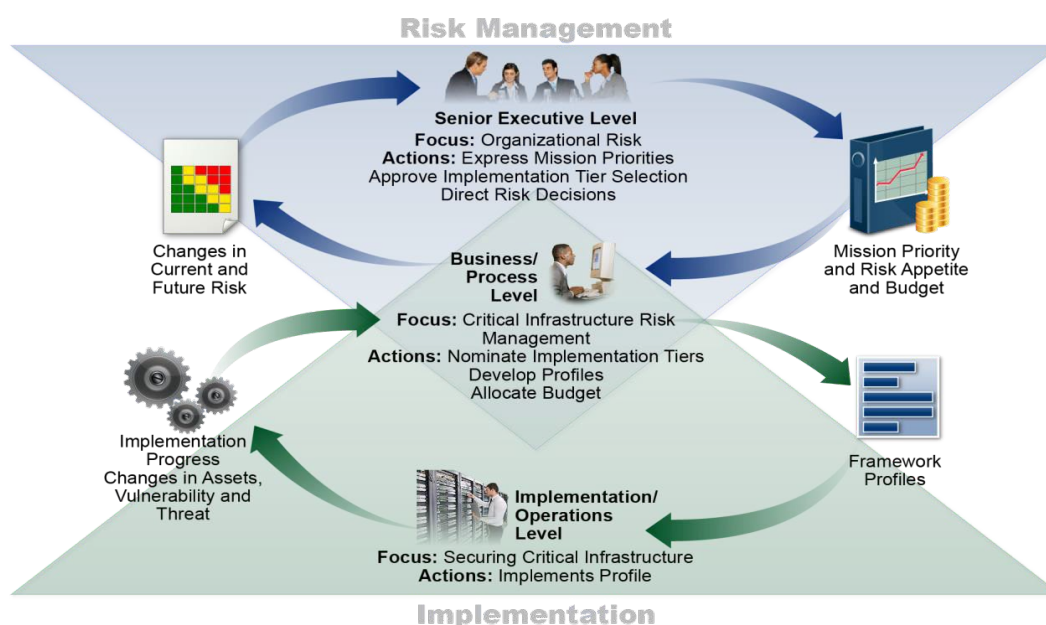 Risk Management
Senior Executive Level
Focus: Organizational Risk
Actions: Express Mission Priorities
Approve Implementation Tier Selection
Direct Risk Decisions
Changes in
Current and
Future Risk
Mission Priority
and Risk Appetite
and Budget
Business/
Process
Level
Focus: Critical Infrastructure Risk
Management
Actions: Nominate Implementation Tiers
Develop Profiles
Allocate Budget
Implementation
Progress
Changes in Assets,
Vulnerability and
Threat
Framework
Profiles
Implementation/
Operations
Level
Focus: Securing Critical Infrastructure
Actions: Implements Profile
Implementation